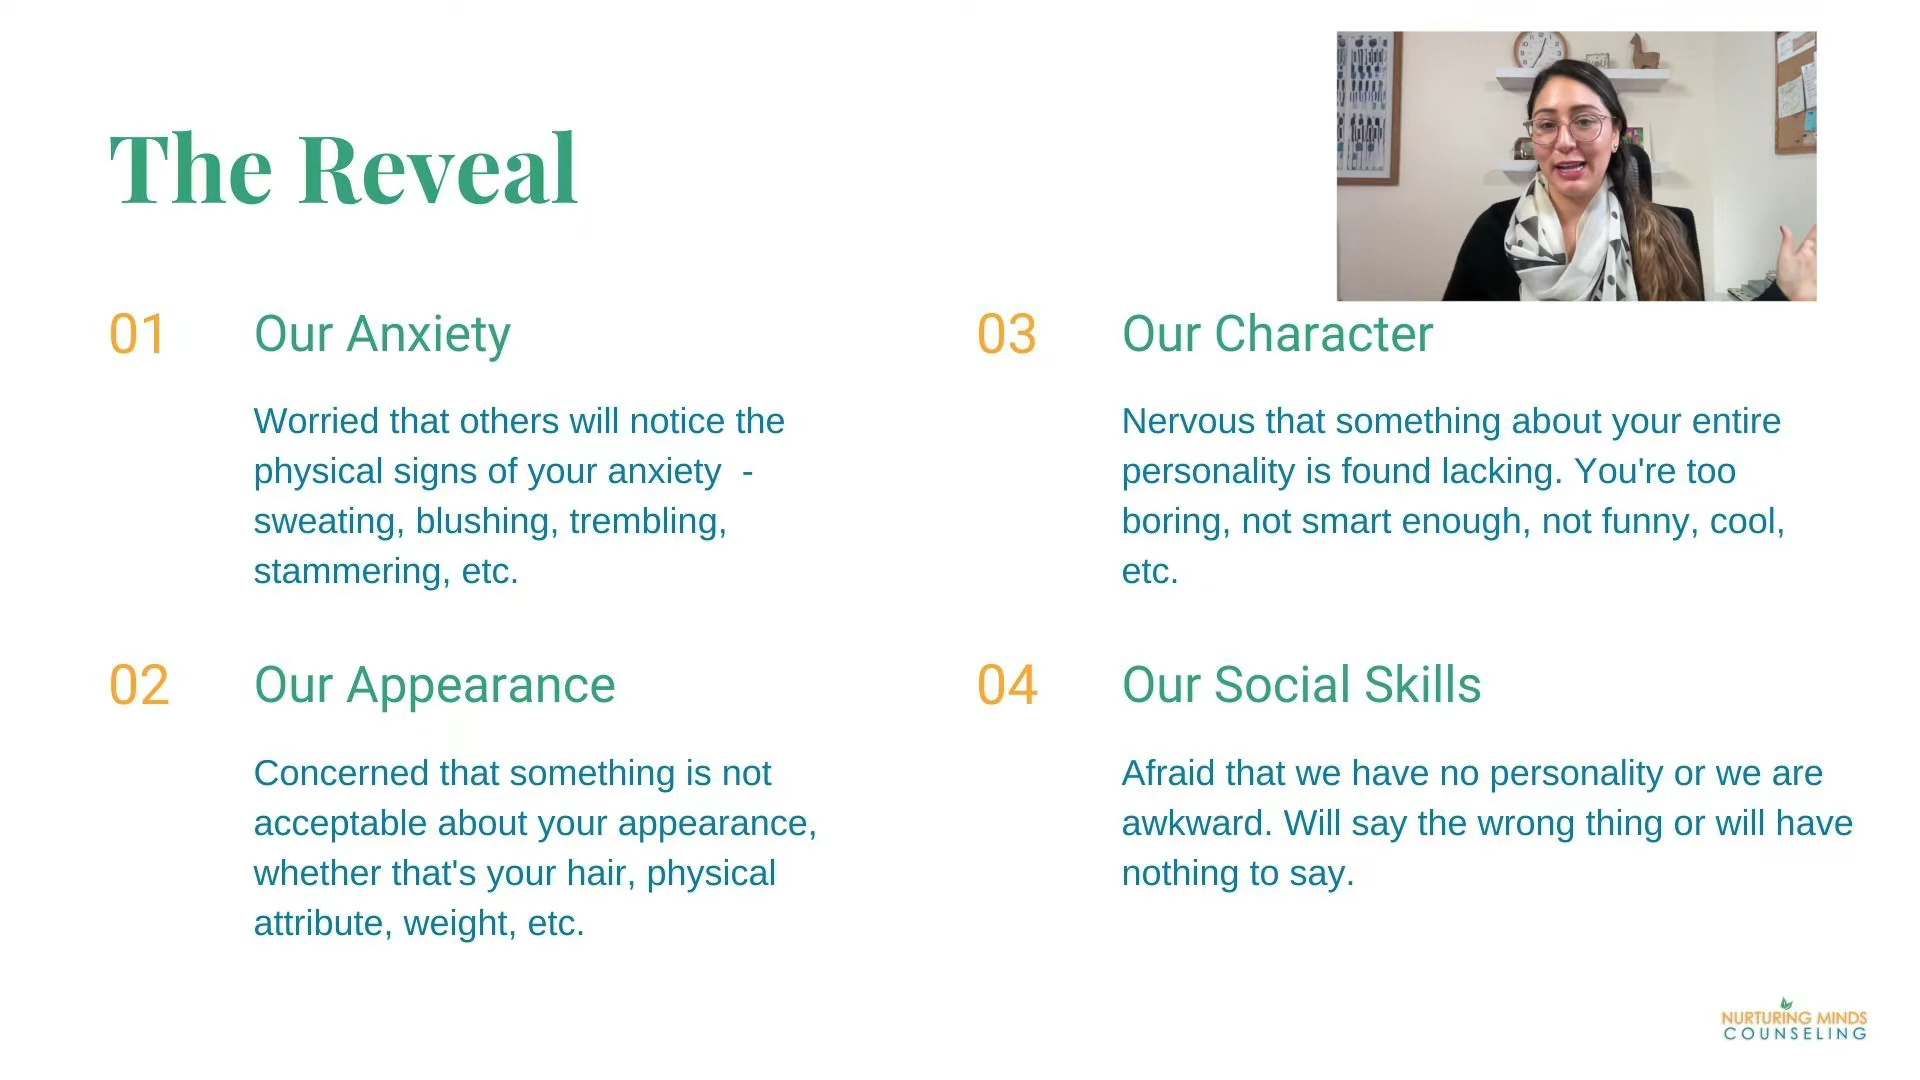 The Reveal
01
Our Anxiety
Worried that others will notice the
physical signs of your anxiety  -
sweating, blushing, trembling,
stammering, etc.
02
Our Appearance
Concerned that something is not
acceptable about your appearance,
whether that's your hair, physical
attribute, weight, etc.
03
Our Character
Nervous that something about your entire
personality is found lacking. You're too
boring, not smart enough, not funny, cool,
etc.
04
Our Social Skills
Afraid that we have no personality or we are
awkward. Will say the wrong thing or will have
nothing to say.
NURTURING MINDS
COUNSELING